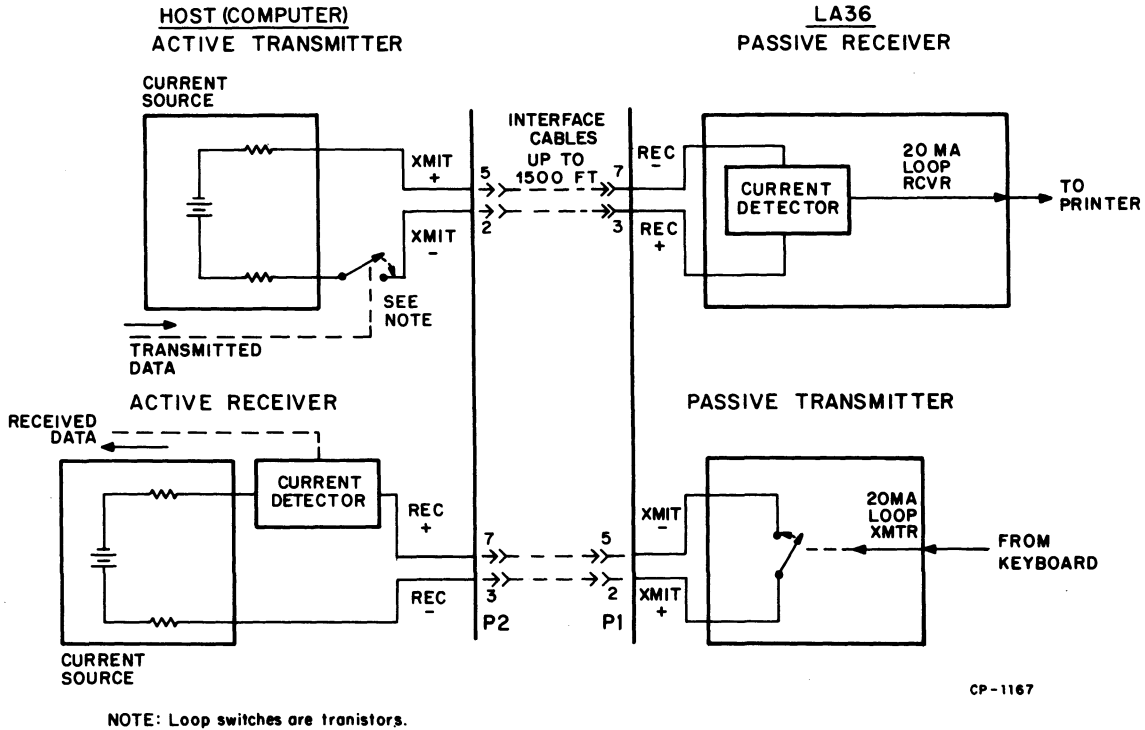 HOST (COMPUTER)
ACTIVE TRANSMITTER
LA36
PASSIVE RECEIVER
CURRENT
SOURCE
XMIT
+
XMIT
-
SEE
NOTE
TRANSMITTED
DATA
5
2
INTERFACE
CABLES
UP TO
1500 FT
7
3
REC
-
REC
+
CURRENT
DETECTOR
20 MA
LOOP
RCVR
TO
PRINTER
ACTIVE RECEIVER
PASSIVE TRANSMITTER
RECEIVED
DATA
CURRENT
DETECTOR
REC
+
REC
-
CURRENT
SOURCE
7
3
P2
5
2
P1
XMIT
-
XMIT
+
20MA
LOOP
XMTR
FROM
KEYBOARD
CP-1167
NOTE: Loop switches are tranistors.